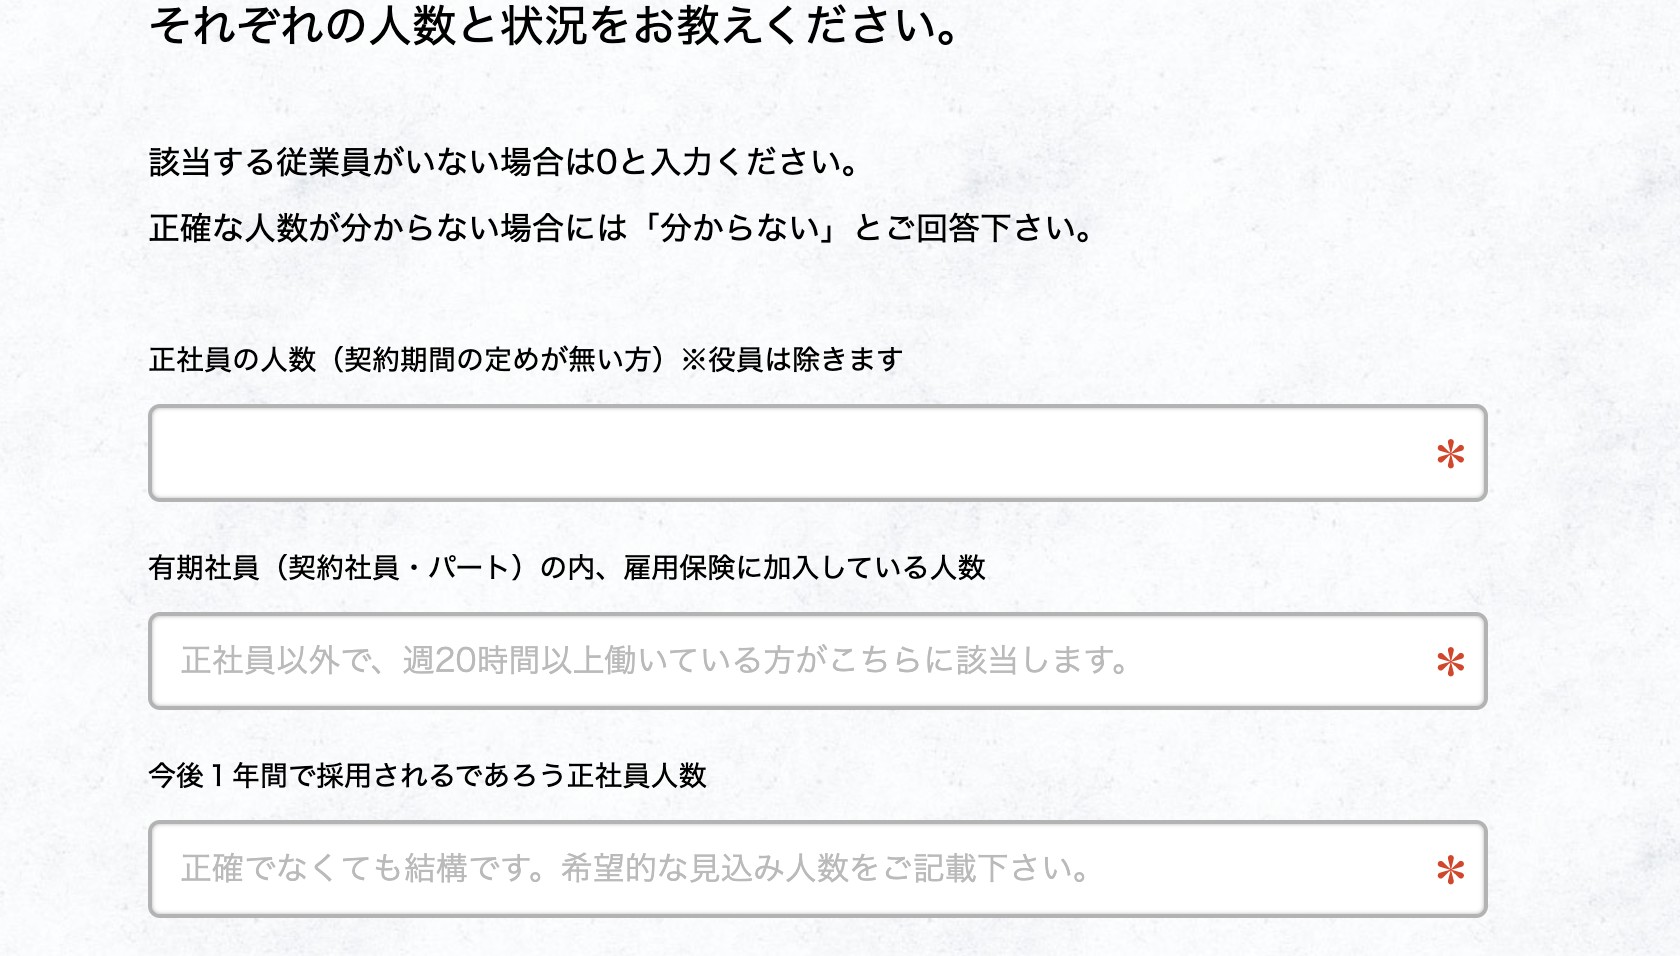 それぞれの人数と状況をお教えください。
該当する従業員がいない場合は0と入力ください。
正確な人数が分からない場合には「分からない」とご回答下さい。
正社員の人数（契約期間の定めが無い方）※役員は除きます
*
有期社員（契約社員・パート）の内、雇用保険に加入している人数
正社員以外で、週20時間以上働いている方がこちらに該当します。 *
今後１年間で採用されるであろう正社員人数
正確でなくても結構です。希望的な見込み人数をご記載下さい。 *